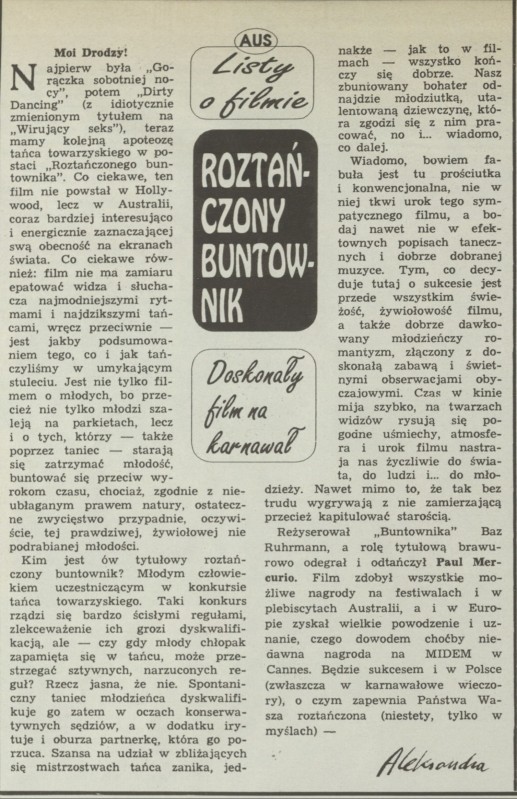 AUS
Listy
o filmie
ROZTAŃ-
CZONY
BUNTOW-
NIK
Doskonały
film na
karnawał
Moi Drodzy!
Najpierw była „Go-
rączka sobotniej no-
cy", potem „Dirty
Dancing" (z idiotycznie
zmienionym tytułem na
„Wirujący seks"), teraz
mamy kolejną apoteozę
tańca towarzyskiego w po-
staci „Roztańczonego bun-
townika". Co ciekawe, ten
film nie powstał w Holly-
wood, lecz w Australii,
coraz bardziej interesująco
i energicznie zaznaczającej
swą obecność na ekranach
świata. Co ciekawe rów-
nież: film nie ma zamiaru
epatować widza i słucha-
cza najmodniejszymi ryt-
mami i najdzikszymi tań-
cami, wręcz przeciwnie —
jest jakby podsumowa-
niem tego, co i jak tań-
czyliśmy w umykającym
stuleciu. Jest nie tylko fil-
mem o młodych, bo prze-
cież nie tylko młodzi sza-
leją na parkietach, lecz
i o tych, którzy — także
poprzez taniec — starają
się zatrzymać młodość,
buntować się przeciw wy-
rokom czasu, chociaż, zgodnie z nie-
ubłaganym prawem natury, ostatecz-
ne zwycięstwo przypadnie, oczywi-
ście, tej prawdziwej, żywiołowej nie
podrabianej młodości.
Kim jest ów tytułowy roztań-
czony buntownik? Młodym człowie-
kiem uczestniczącym w konkursie
tańca towarzyskiego. Taki konkurs
rządzi się bardzo ścisłymi regułami,
zlekceważenie ich grozi dyskwalifi-
kacją, ale — czy gdy młody chłopak
zapamięta się w tańcu, może prze-
strzegać sztywnych, narzuconych re-
guł? Rzecz jasna, że nie. Spontani-
czny taniec młodzieńca dyskwalifi-
kuje go zatem w oczach konserwa-
tywnych sędziów, a w dodatku iry-
tuje i oburza partnerkę, która go po-
rzuca. Szansa na udział w zbliżających
się mistrzostwach tańca zanika, jed-
nakże — jak to w fil-
mach — wszystko koń-
czy się dobrze. Nasz
zbuntowany bohater od-
najdzie młodziutką, uta-
lentowaną dziewczynę, któ-
ra zgodzi się z nim pra-
cować, no i... wiadomo,
co dalej.
Wiadomo, bowiem fa-
buła jest tu prościutka
i konwencjonalna, nie w
niej tkwi urok tego sym-
patycznego filmu, a bo-
daj nawet nie w efek-
townych popisach tanecz-
nych i dobrze dobranej
muzyce. Tym, co decy-
duje tutaj o sukcesie jest
przede wszystkim świe-
żość, żywiołowość filmu,
a także dobrze dawko-
wany młodzieńczy ro-
mantyzm, złączony z do-
skonałą zabawą i świet-
nymi obserwacjami oby-
czajowymi. Czas w kinie
mija szybko, na twarzach
widzów rysują się po-
godne uśmiechy, atmosfe-
ra i urok filmu nastra-
ja nas życzliwie do świa-
ta, do ludzi i... do mło-
dzieży. Nawet mimo to, że tak bez
trudu wygrywają z nie zamierzającą
przecież kapitulować starością.
Reżyserował „Buntownika" Baz
Ruhrmann, a rolę tytułową brawu-
rowo odegrał i odtańczył Paul Mer-
curio. Film zdobył wszystkie mo-
żliwe nagrody na festiwalach i w
plebiscytach Australii, a i w Euro-
pie zyskał wielkie powodzenie i uz-
nanie, czego dowodem choćby nie-
dawna nagroda na MIDEM w
Cannes. Będzie sukcesem i w Polsce
(zwłaszcza w karnawałowe wieczo-
ry), o czym zapewnia Państwa Wa-
sza roztańczona (niestety, tylko w
myślach) —
Aleksandra